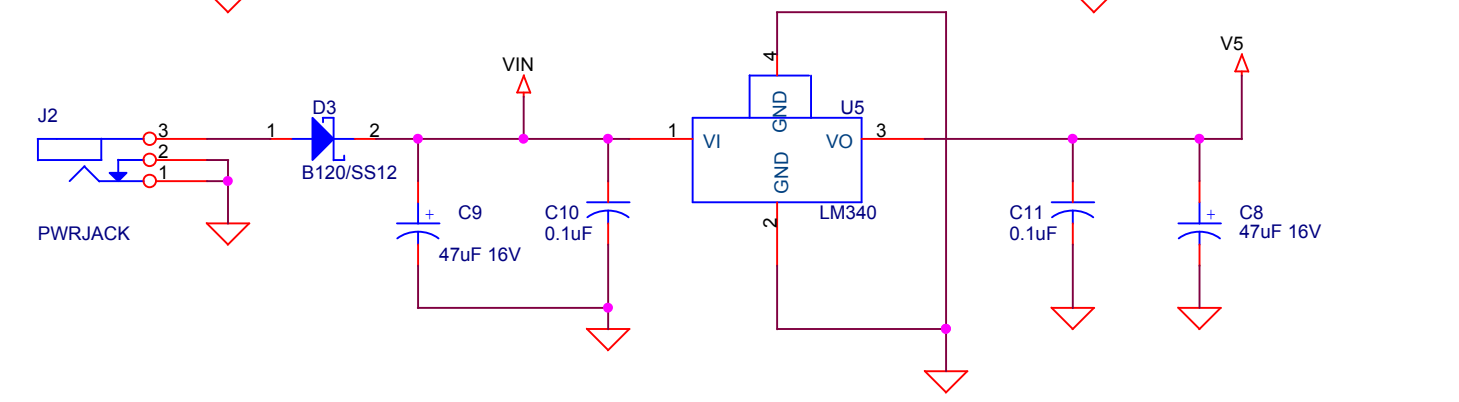 V5
VIN
4
J2
D3
GND
U5
3
1
2
1
VI
VO
3
2
1
B120/SS12
GND
C9
C10
0.1uF
LM340
C11
0.1uF
C8
47uF 16V
+
+
2
PWRJACK
47uF 16V